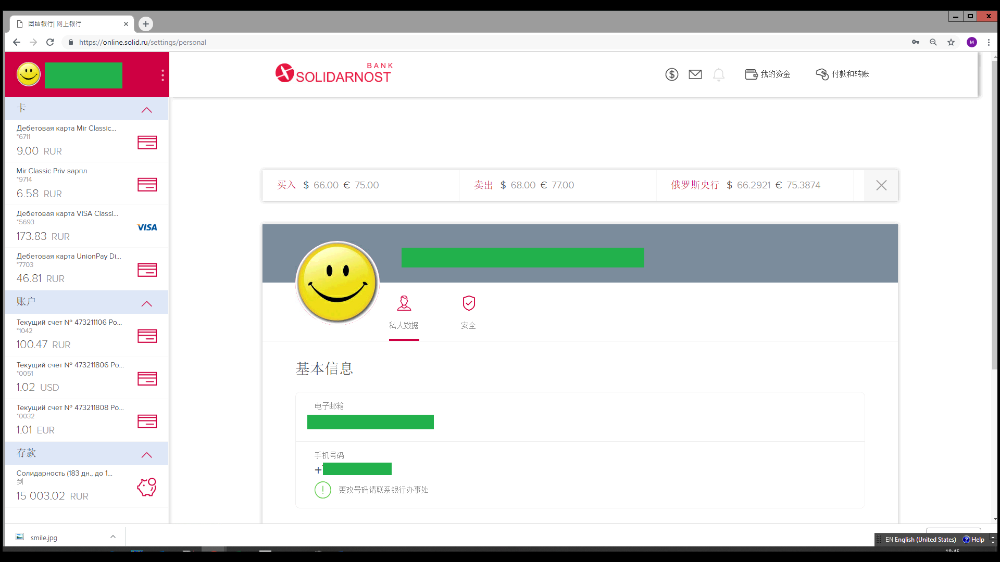 团结银行| 网上银行
https://online.solid.ru/settings/personal
M
BANK
SOLIDARNOST
我的资金
付款和转账
卡
Дебетовая карта Mir Classic...
*6711
9.00 RUR
Mir Classic Priv зарпл
*9714
6.58 RUR
Дебетовая карта VISA Classi...
*5693
173.83 RUR
VISA
Дебетовая карта UnionPay Di...
*7703
46.81 RUR
账户
Текущий счет № 473211106 Ро...
*1042
100.47 RUR
Текущий счет № 473211806 Ро...
*0051
1.02 USD
Текущий счет № 473211808 Ро...
*0032
1.01 EUR
存款
Солидарность (183 дн., до 1...
到
15 003.02 RUR
买入 $ 66.00 € 75.00
卖出 $ 68.00 € 77.00
俄罗斯央行 $ 66.2921 € 75.3874
私人数据
安全
基本信息
电子邮箱
手机号码
+
更改号码请联系银行办事处
smile.jpg
EN English (United States)
Help